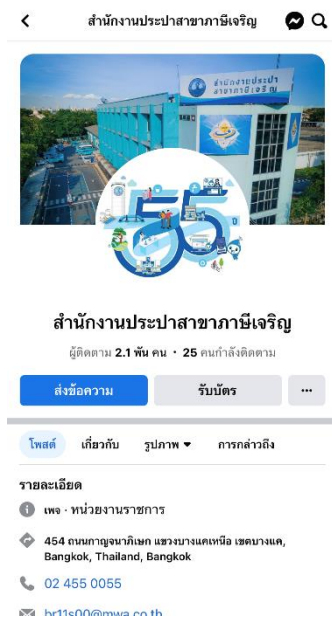 สำนักงานประปาสาขาภาษีเจริญ
สำนักงานประปา
สาขาภาษีเจริญ
55
สำนักงานประปาสาขาภาษีเจริญ
ผู้ติดตาม 2.1 พัน คน · 25 คนกำลังติดตาม
ส่งข้อความ รับบัตร ...
โพสต์ เกี่ยวกับ รูปภาพ การกล่าวถึง
รายละเอียด
เพจ · หน่วยงานราชการ
454 ถนนกาญจนาภิเษก แขวงบางแคเหนือ เขตบางแค,
Bangkok, Thailand, Bangkok
02 455 0055
br11s00@mwa.co.th